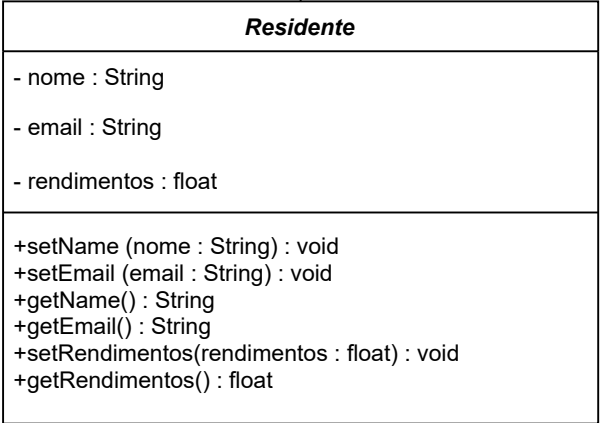 Residente
- nome : String
- email : String
- rendimentos : float
+setName (nome : String) : void
+setEmail (email : String) : void
+getName() : String
+getEmail() : String
+setRendimentos(rendimentos : float) : void
+getRendimentos() : float